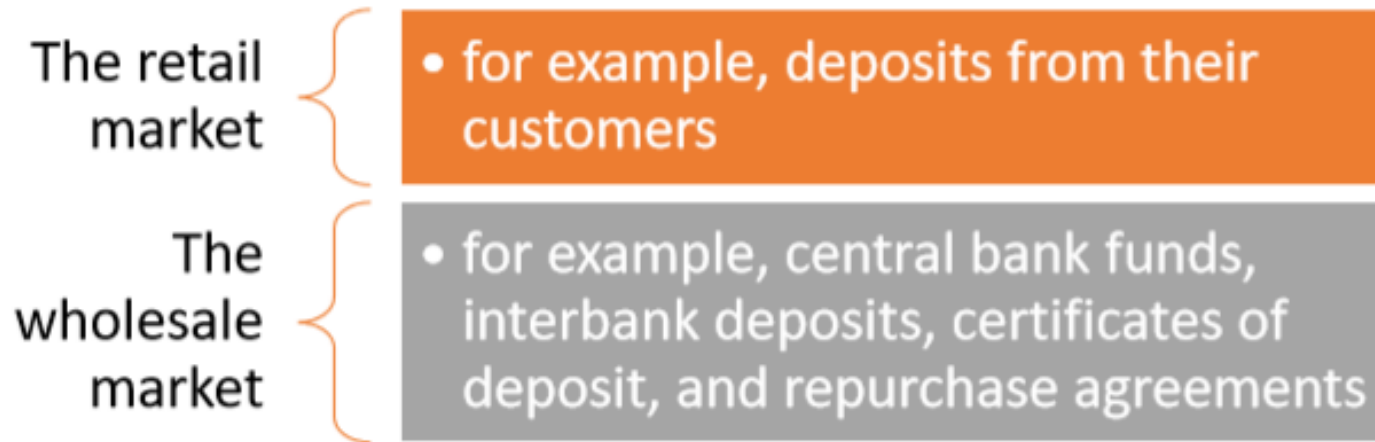 The retail
market
• for example, deposits from their
customers
The
wholesale
market
• for example, central bank funds,
interbank deposits, certificates of
deposit, and repurchase agreements